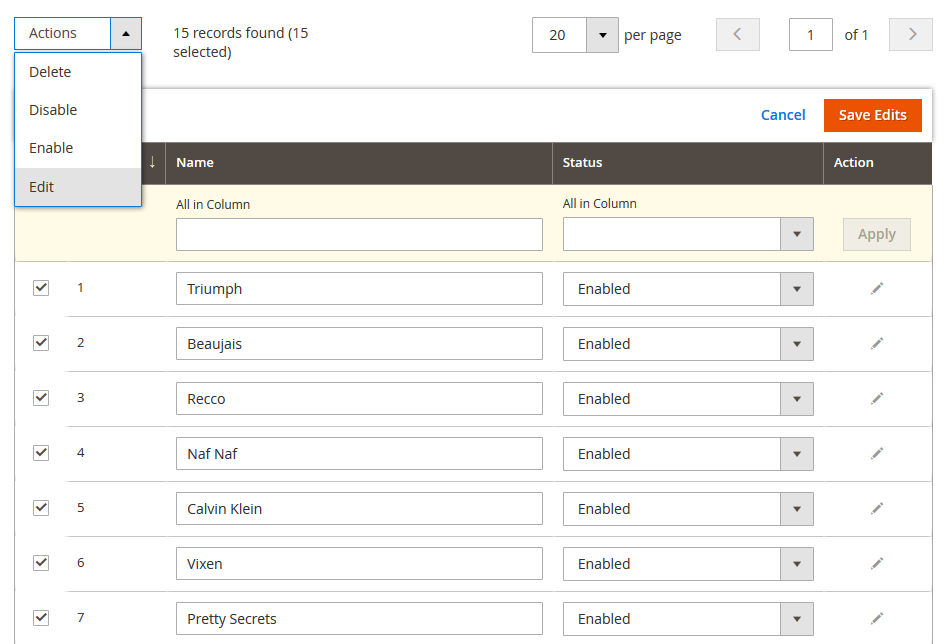 Actions
15 records found (15
selected)
20
per page
1
of 1
Delete
Disable
Enable
Edit
Cancel
Save Edits
↓
Name
Status
Action
All in Column
All in Column
Apply
1
Triumph
Enabled
2
Beaujais
Enabled
3
Recco
Enabled
4
Naf Naf
Enabled
5
Calvin Klein
Enabled
6
Vixen
Enabled
7
Pretty Secrets
Enabled